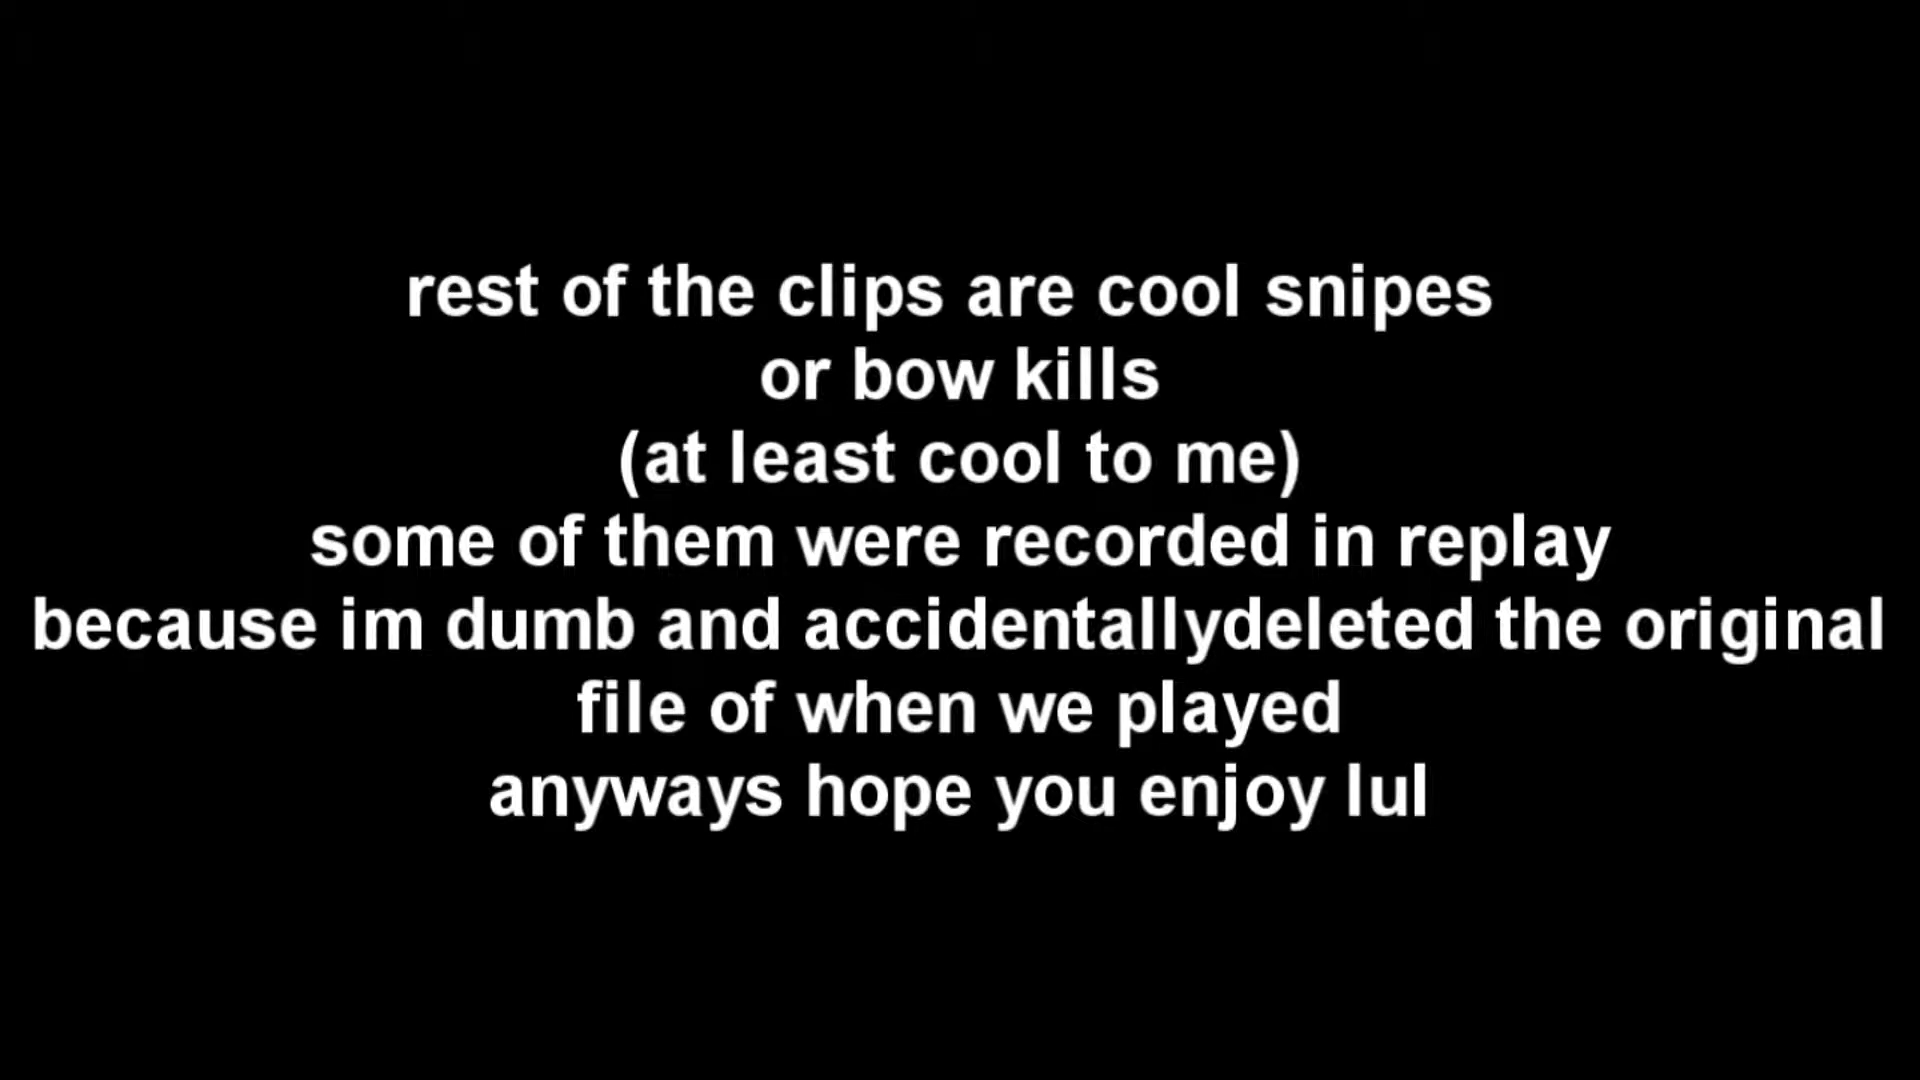 rest of the clips are cool snipes
or bow kills
(at least cool to me)
some of them were recorded in replay
because im dumb and accidentallydeleted the original
file of when we played
anyways hope you enjoy lul